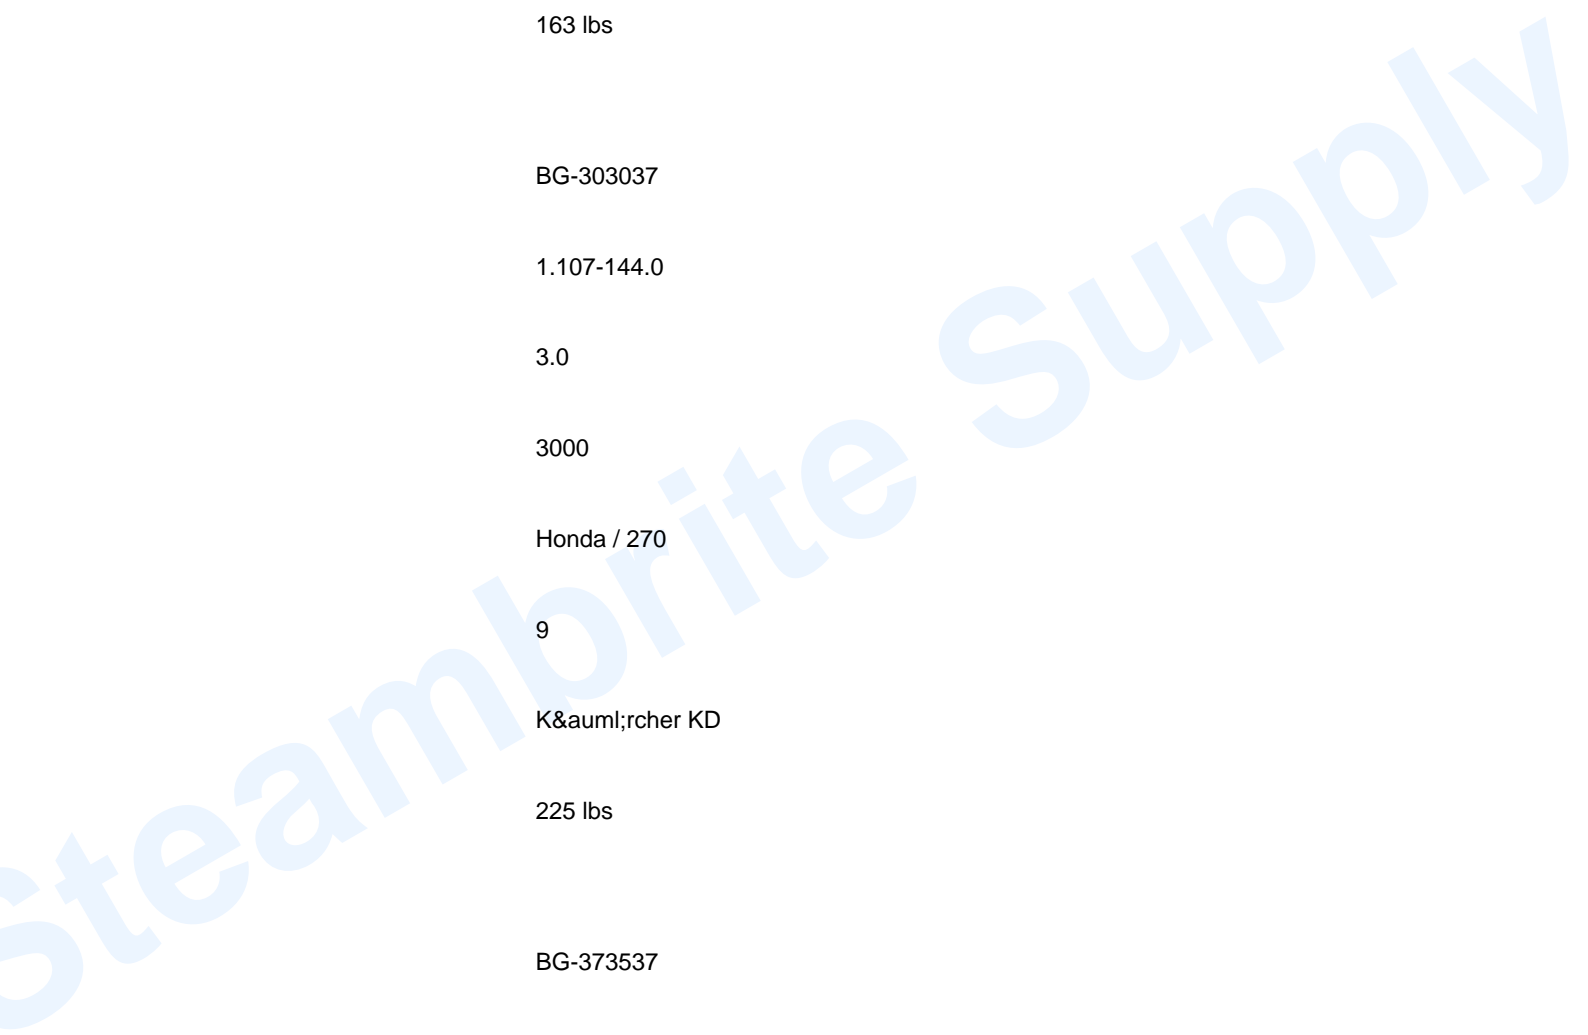 163 lbs
BG-303037
1.107-144.0
3.0
3000
Honda / 270
9
K&auml;rcher KD
225 lbs
BG-373537
Steambrite Supply